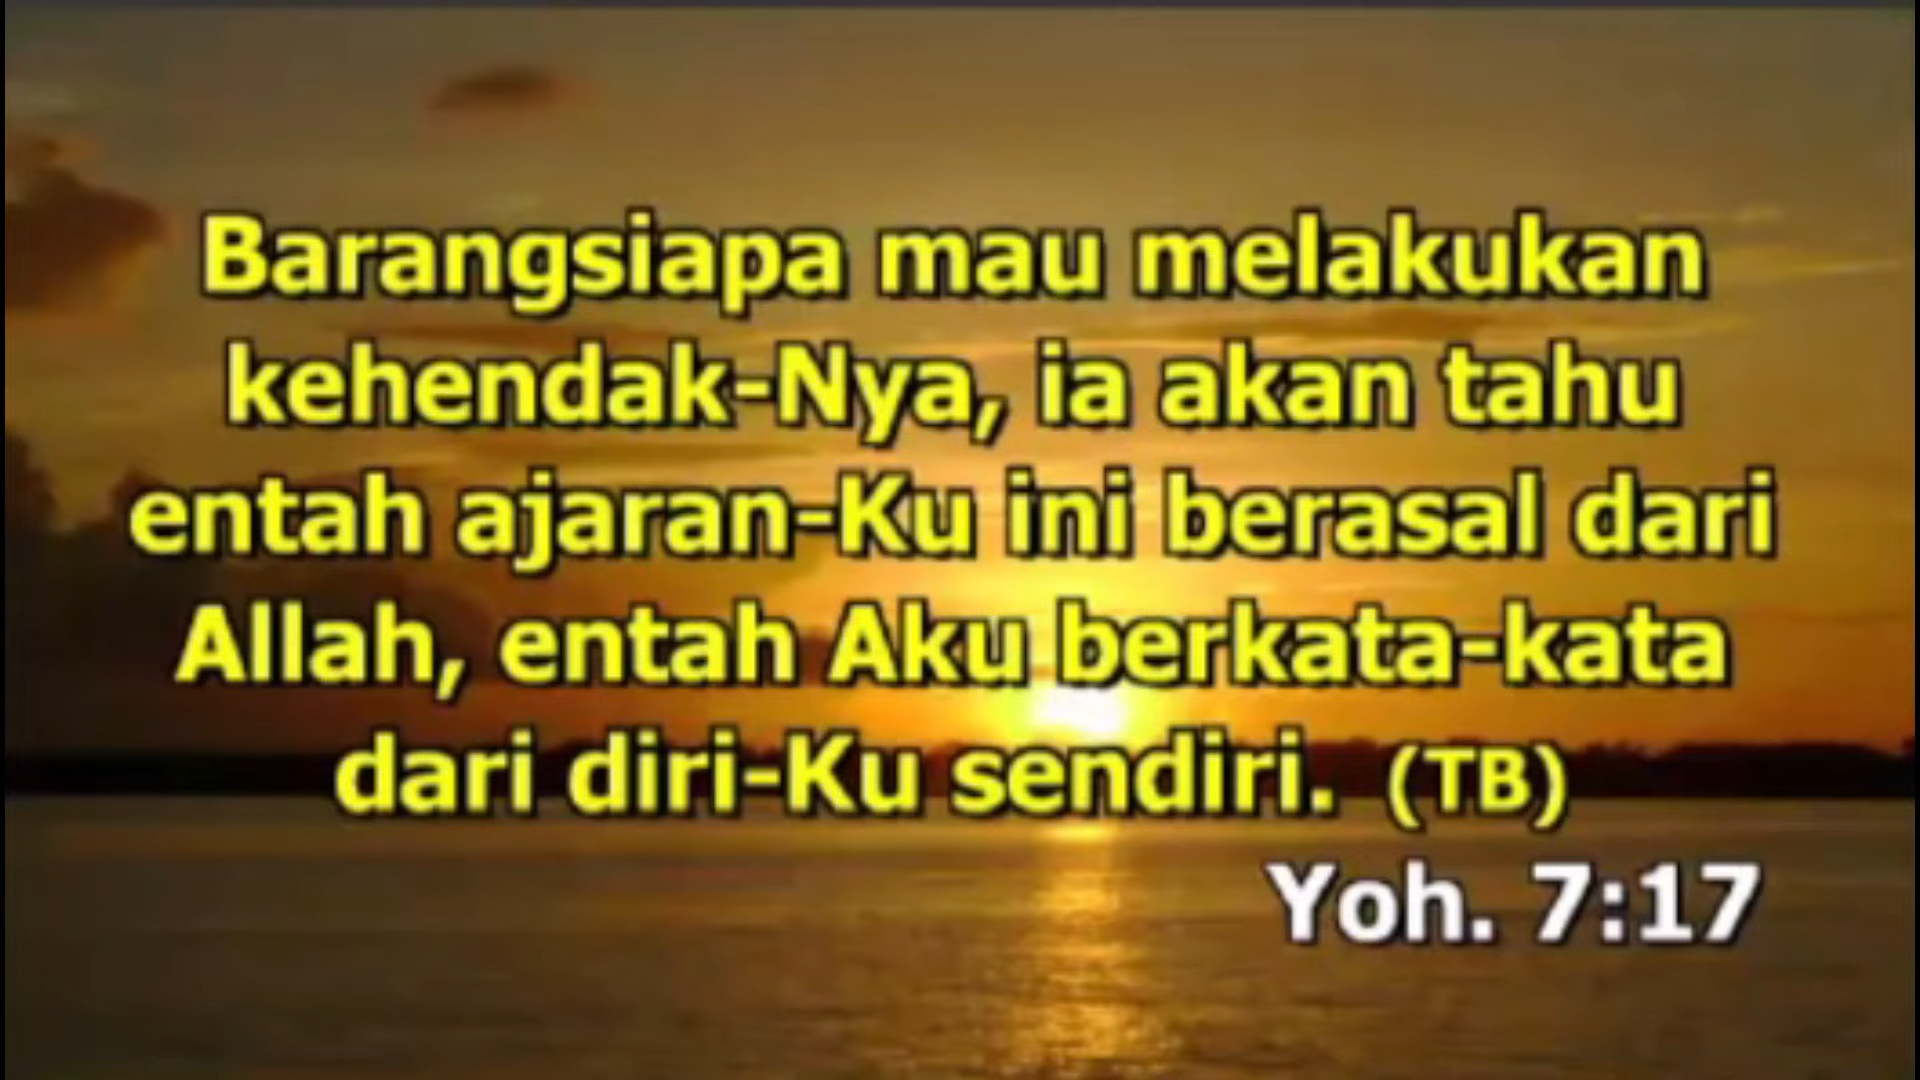 Barangsiapa mau melakukan
kehendak-Nya, ia akan tahu
entah ajaran-Ku ini berasal dari
Allah, entah Aku berkata-kata
dari diri-Ku sendiri. (TB)
Yoh. 7:17